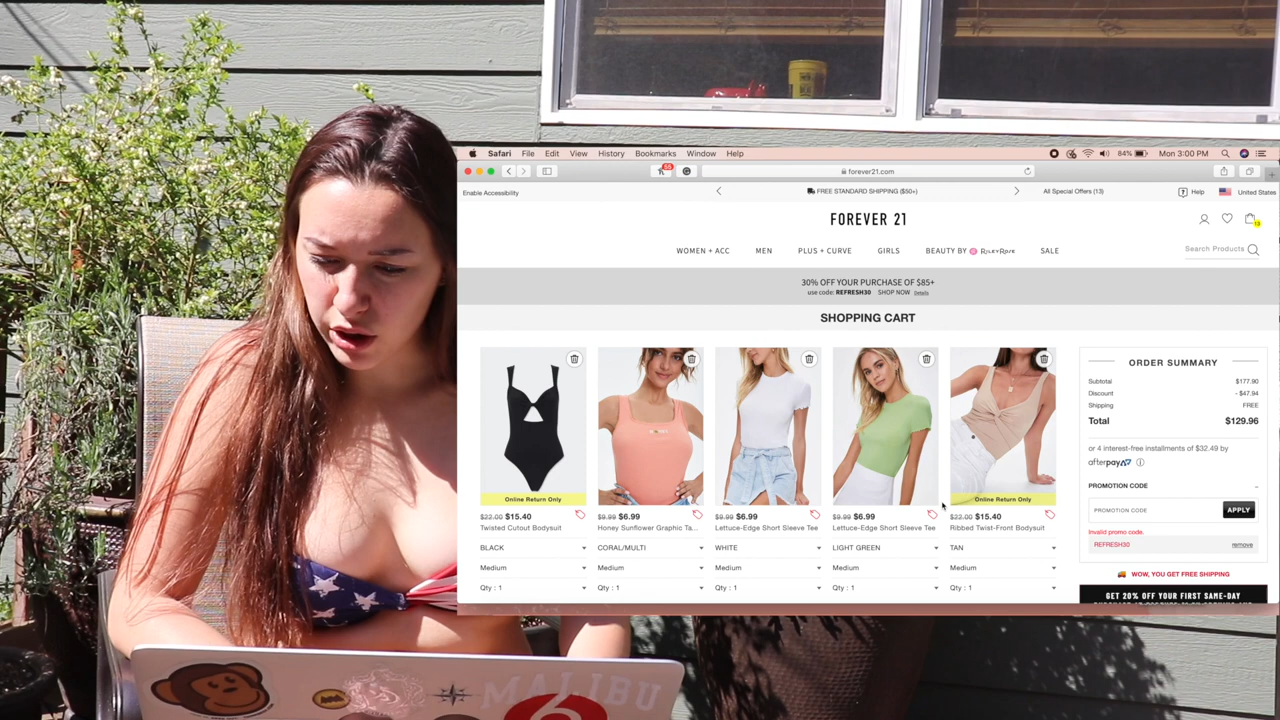 Safari File Edit View History Bookmarks Window Help
84% Mon 3:00 PM
forever21.com
Enable Accessibility
FREE STANDARD SHIPPING ($50+)
All Special Offers (13)
Help
United States
FOREVER 21
13
WOMEN + ACC MEN PLUS + CURVE GIRLS BEAUTY BY RILEYROSE SALE
Search Products
30% OFF YOUR PURCHASE OF $85+
use code: REFRESH30 SHOP NOW Details
SHOPPING CART
Online Return Only
$22.00 $15.40
Twisted Cutout Bodysuit
BLACK
Medium
Qty : 1
$9.99 $6.99
Honey Sunflower Graphic Ta...
CORAL/MULTI
Medium
Qty : 1
$9.99 $6.99
Lettuce-Edge Short Sleeve Tee
WHITE
Medium
Qty : 1
$9.99 $6.99
Lettuce-Edge Short Sleeve Tee
LIGHT GREEN
Medium
Qty : 1
Online Return Only
$22.00 $15.40
Ribbed Twist-Front Bodysuit
TAN
Medium
Qty : 1
ORDER SUMMARY
Subtotal $177.90
Discount - $47.94
Shipping FREE
Total $129.96
or 4 interest-free installments of $32.49 by
afterpay
PROMOTION CODE
PROMOTION CODE APPLY
Invalid promo code.
REFRESH30 remove
WOW, YOU GET FREE SHIPPING
GET 20% OFF YOUR FIRST SAME-DAY
MALIBU